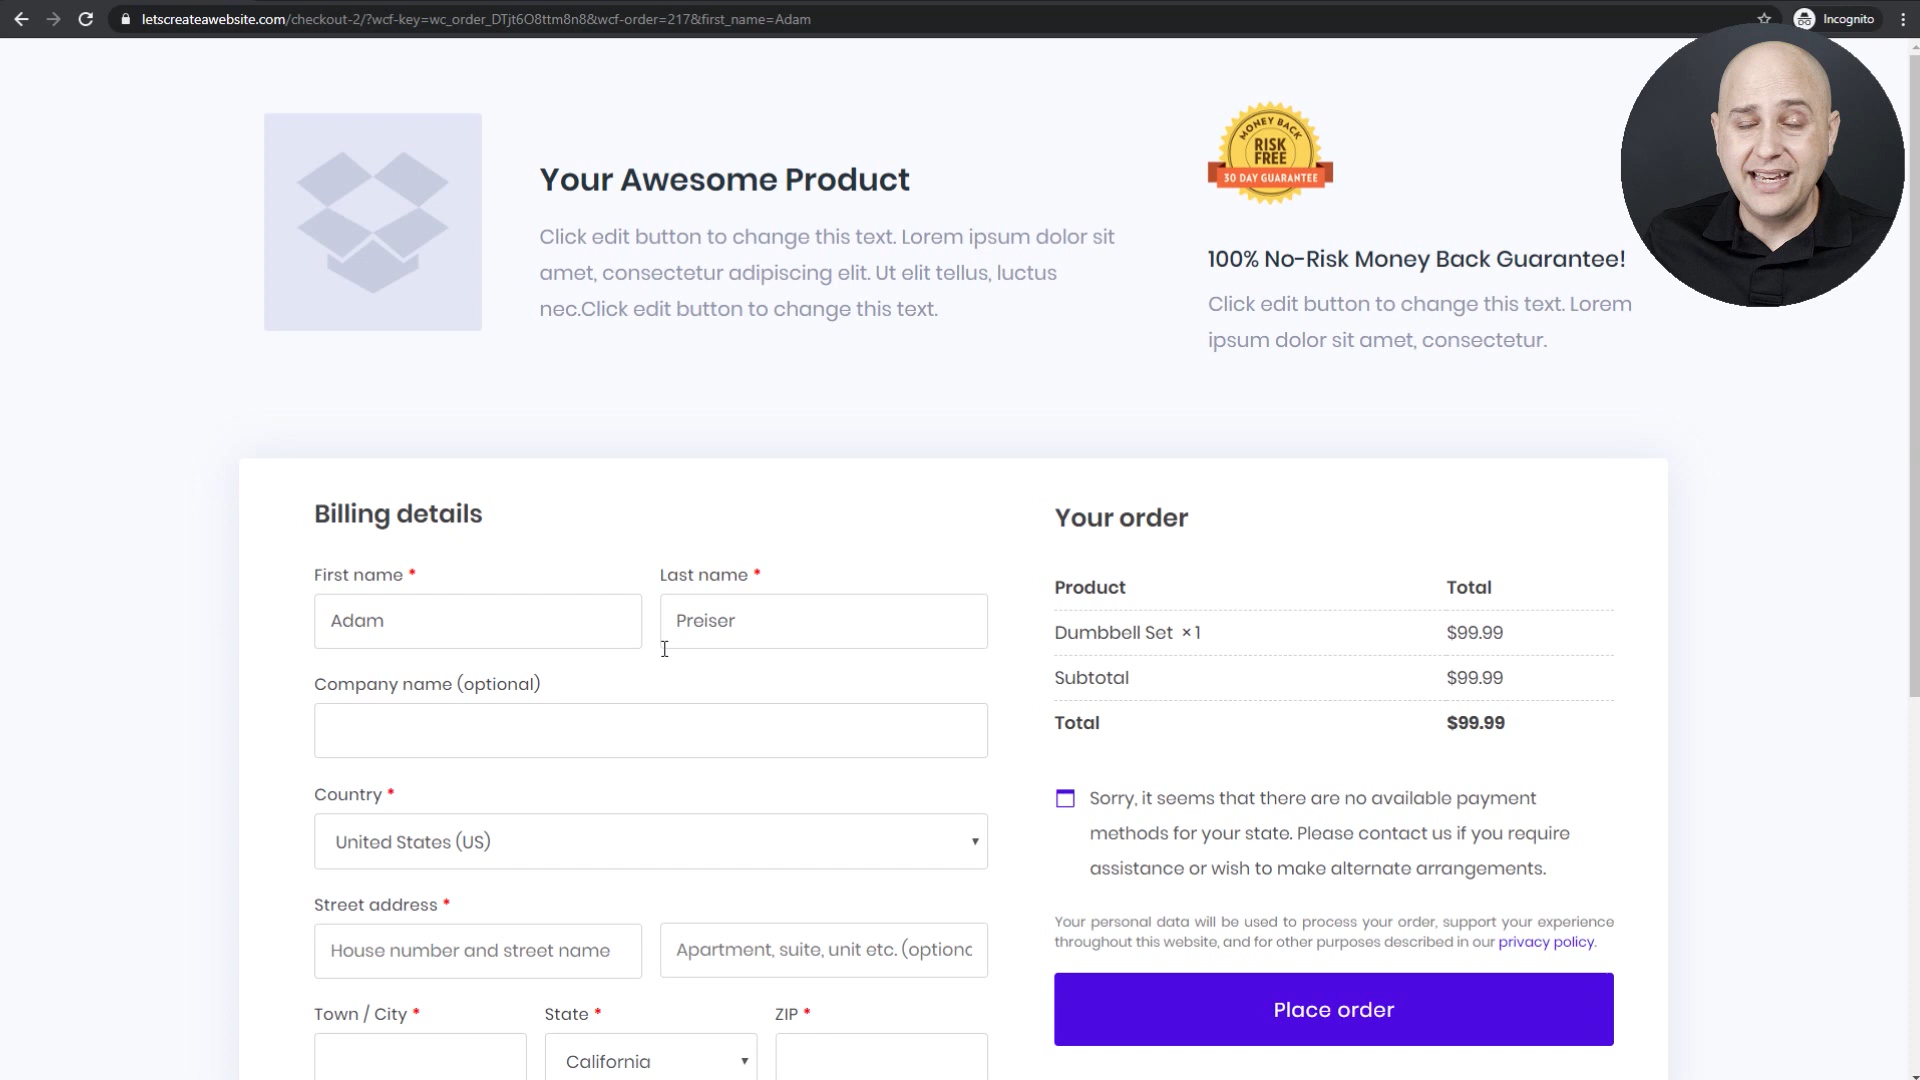 letscreateawebsite.com/checkout-2/?wcf-key=wc_order_DTjt6O8ttm8n8&wcf-order=217&first_name=Adam
Incognito
Your Awesome Product
Click edit button to change this text. Lorem ipsum dolor sit
amet, consectetur adipiscing elit. Ut elit tellus, luctus
nec.Click edit button to change this text.
MONEY BACK
RISK
FREE
30 DAY GUARANTEE
100% No-Risk Money Back Guarantee!
Click edit button to change this text. Lorem
ipsum dolor sit amet, consectetur.
Billing details
First name *
Last name *
Adam
Preiser
Company name (optional)
Country *
United States (US)
Street address *
House number and street name
Apartment, suite, unit etc. (optionc
Town / City *
State *
ZIP *
California
Your order
Product Total
Dumbbell Set × 1 $99.99
Subtotal $99.99
Total $99.99
Sorry, it seems that there are no available payment
methods for your state. Please contact us if you require
assistance or wish to make alternate arrangements.
Your personal data will be used to process your order, support your experience
throughout this website, and for other purposes described in our privacy policy.
Place order